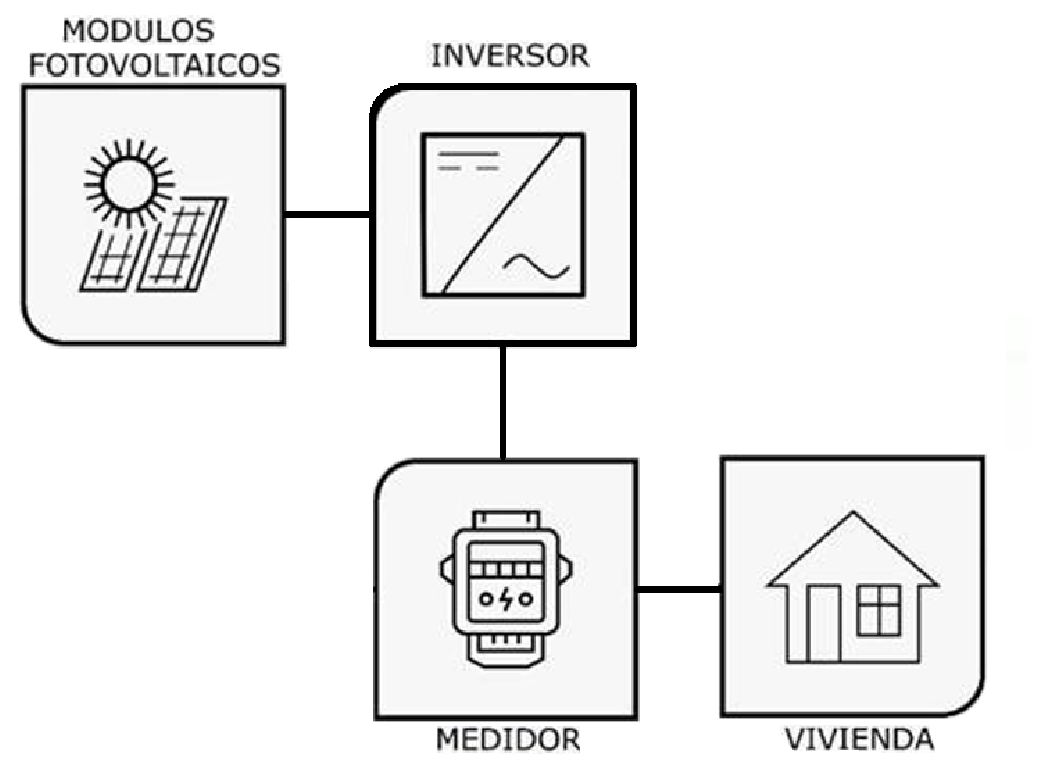 MODULOS
FOTOVOLTAICOS
INVERSOR
MEDIDOR
VIVIENDA